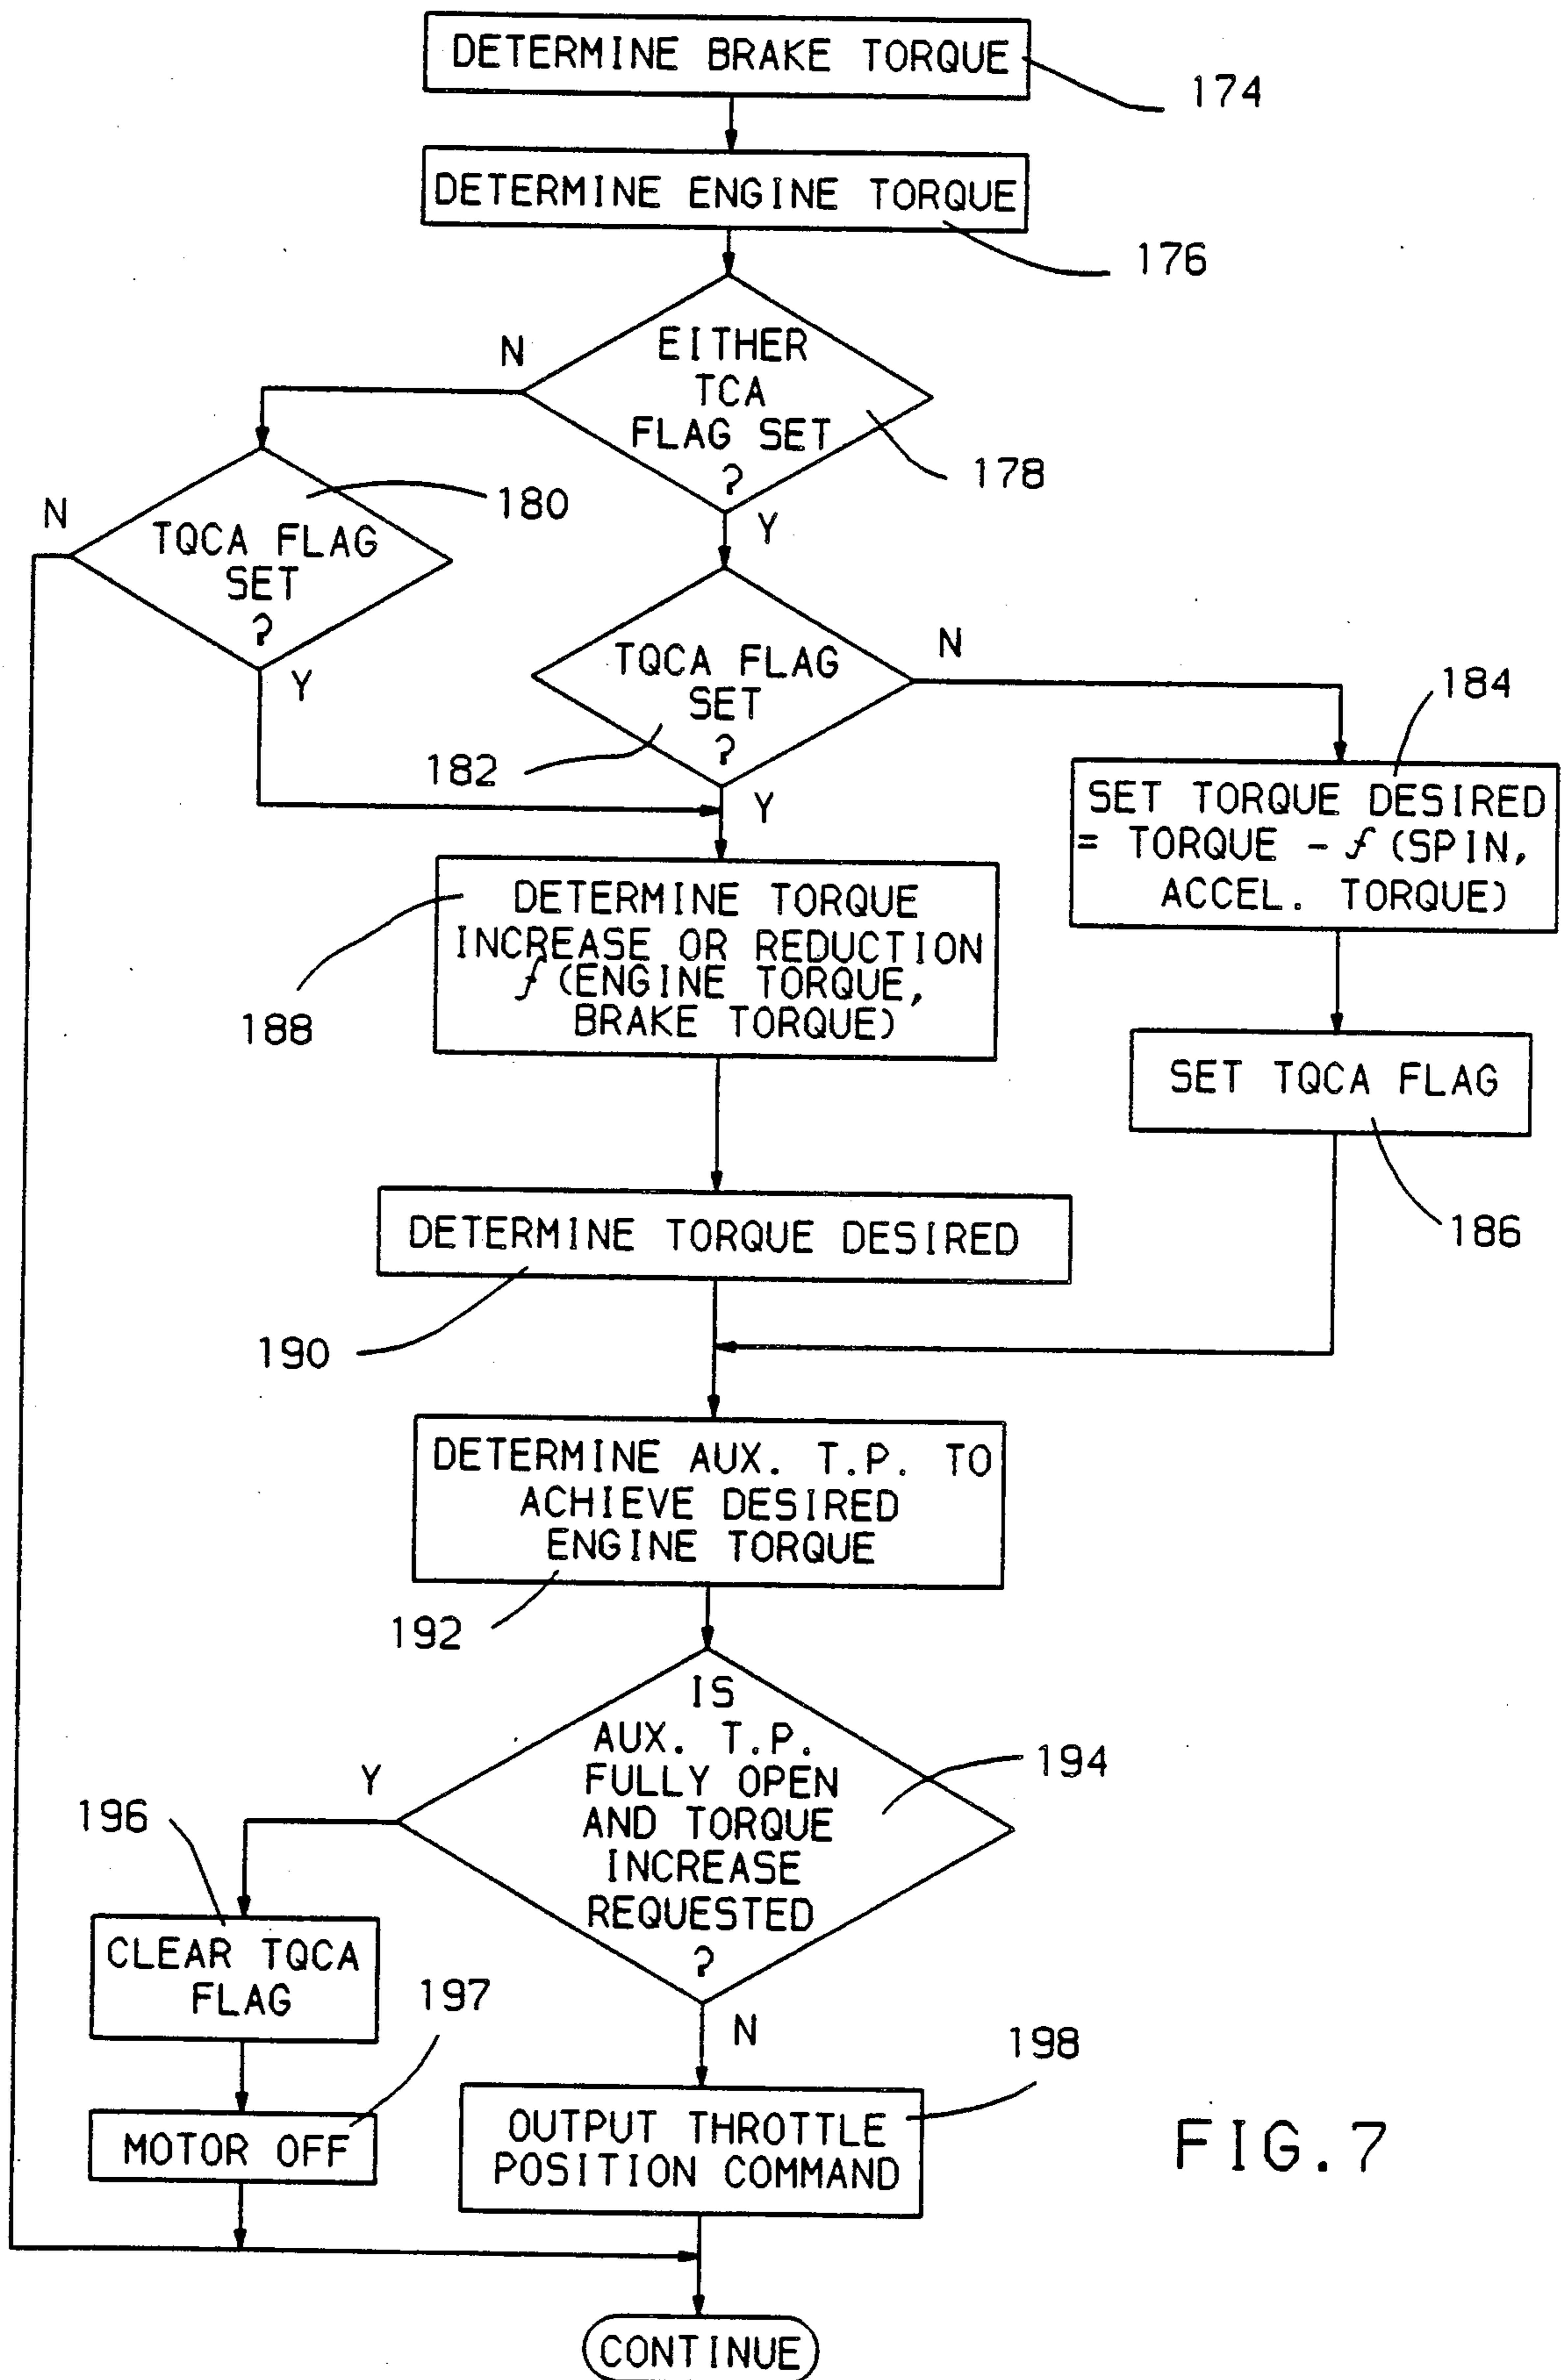 DETERMINE BRAKE TORQUE
174
DETERMINE ENGINE TORQUE
176
N
EITHER
TCA
FLAG SET
?
178
Y
N
180
TQCA FLAG
SET
?
Y
TQCA FLAG
SET
?
N
182
Y
184
SET TORQUE DESIRED
= TORQUE - ƒ (SPIN,
ACCEL. TORQUE)
DETERMINE TORQUE
INCREASE OR REDUCTION
ƒ (ENGINE TORQUE,
BRAKE TORQUE)
188
SET TQCA FLAG
186
DETERMINE TORQUE DESIRED
190
DETERMINE AUX. T.P. TO
ACHIEVE DESIRED
ENGINE TORQUE
192
IS
AUX. T.P.
FULLY OPEN
AND TORQUE
INCREASE
REQUESTED
?
194
Y
196
CLEAR TQCA
FLAG
197
N
198
MOTOR OFF
OUTPUT THROTTLE
POSITION COMMAND
FIG. 7
CONTINUE